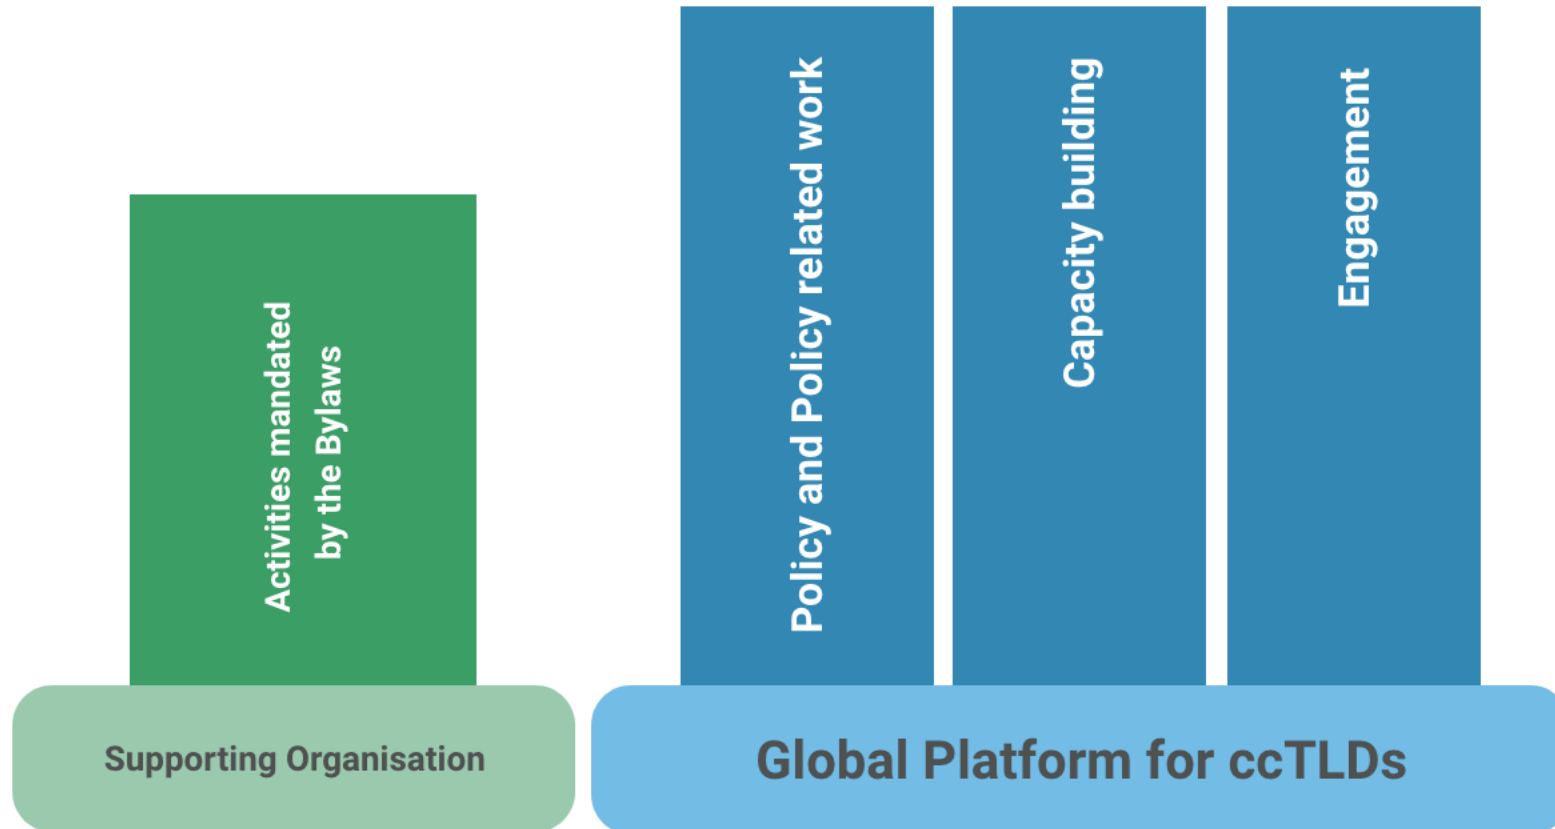 Activities mandated
by the Bylaws
Supporting Organisation
Policy and Policy related work
Capacity building
Engagement
Global Platform for ccTLDs